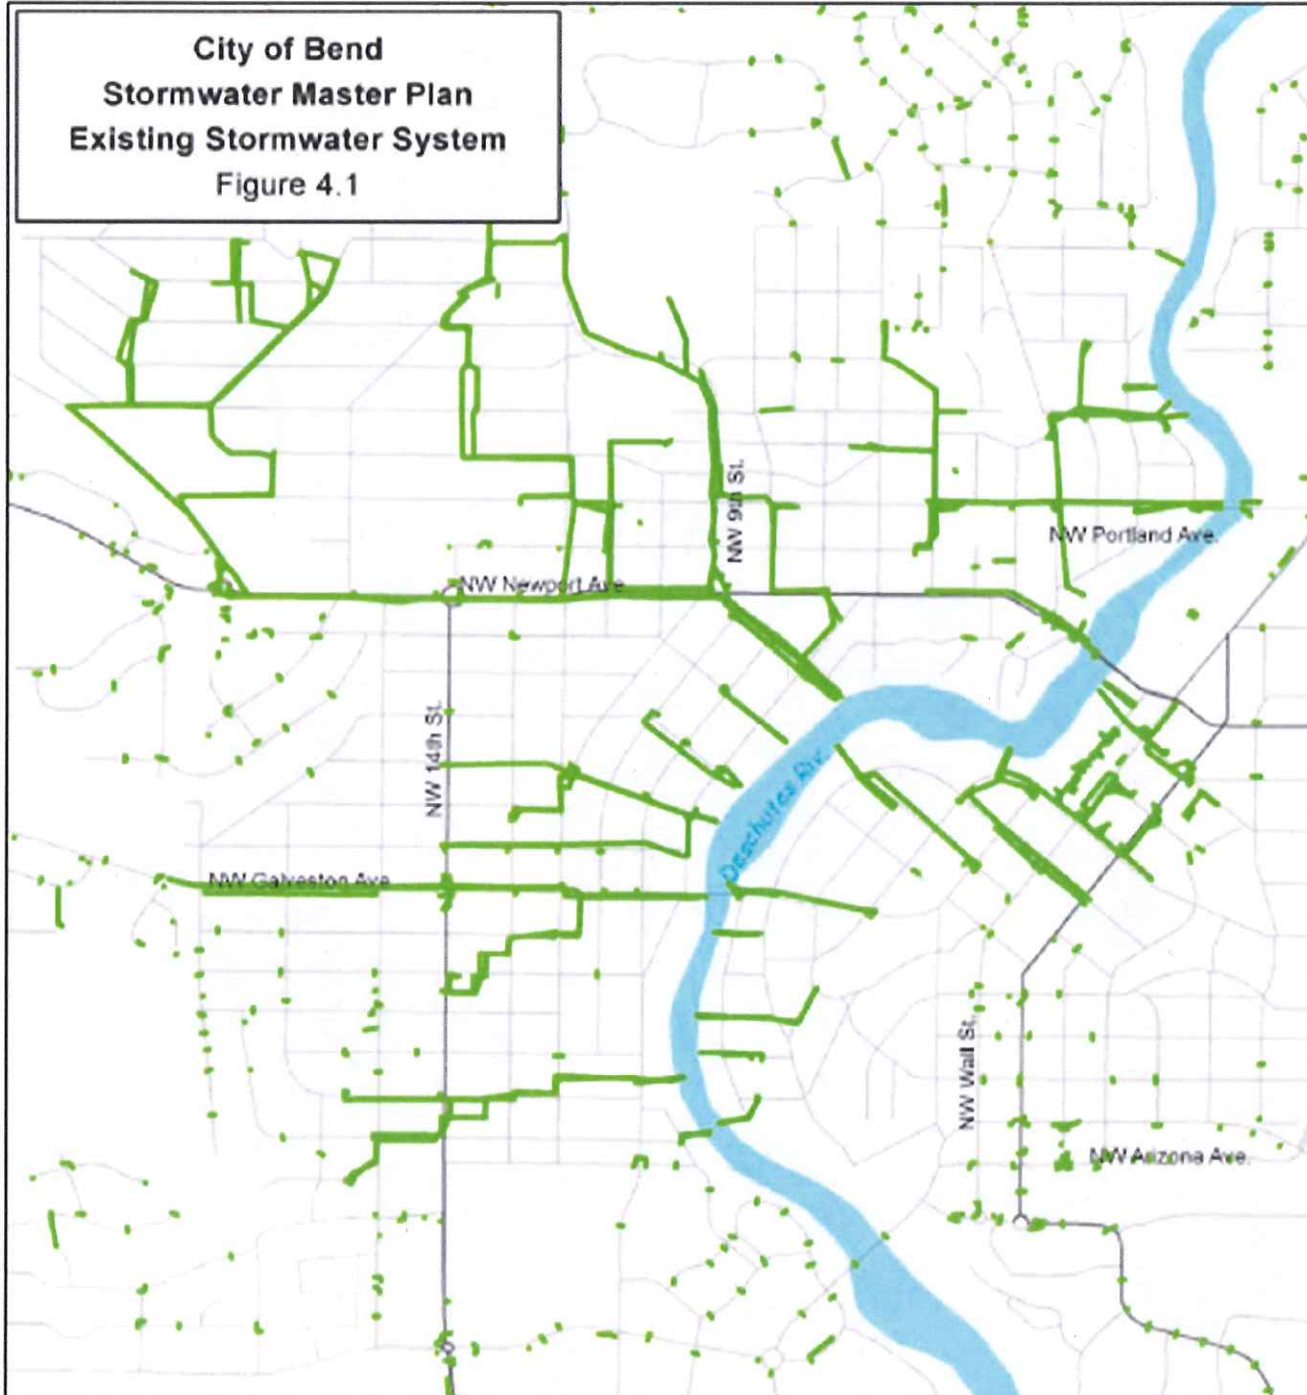 City of Bend
Stormwater Master Plan
Existing Stormwater System
Figure 4.1
NW 9th St.
NW Portland Ave.
NW Newport Ave
NW 14th St.
Deschutes Riv.
NW Galveston Ave
NW Wall St.
NW Arizona Ave.